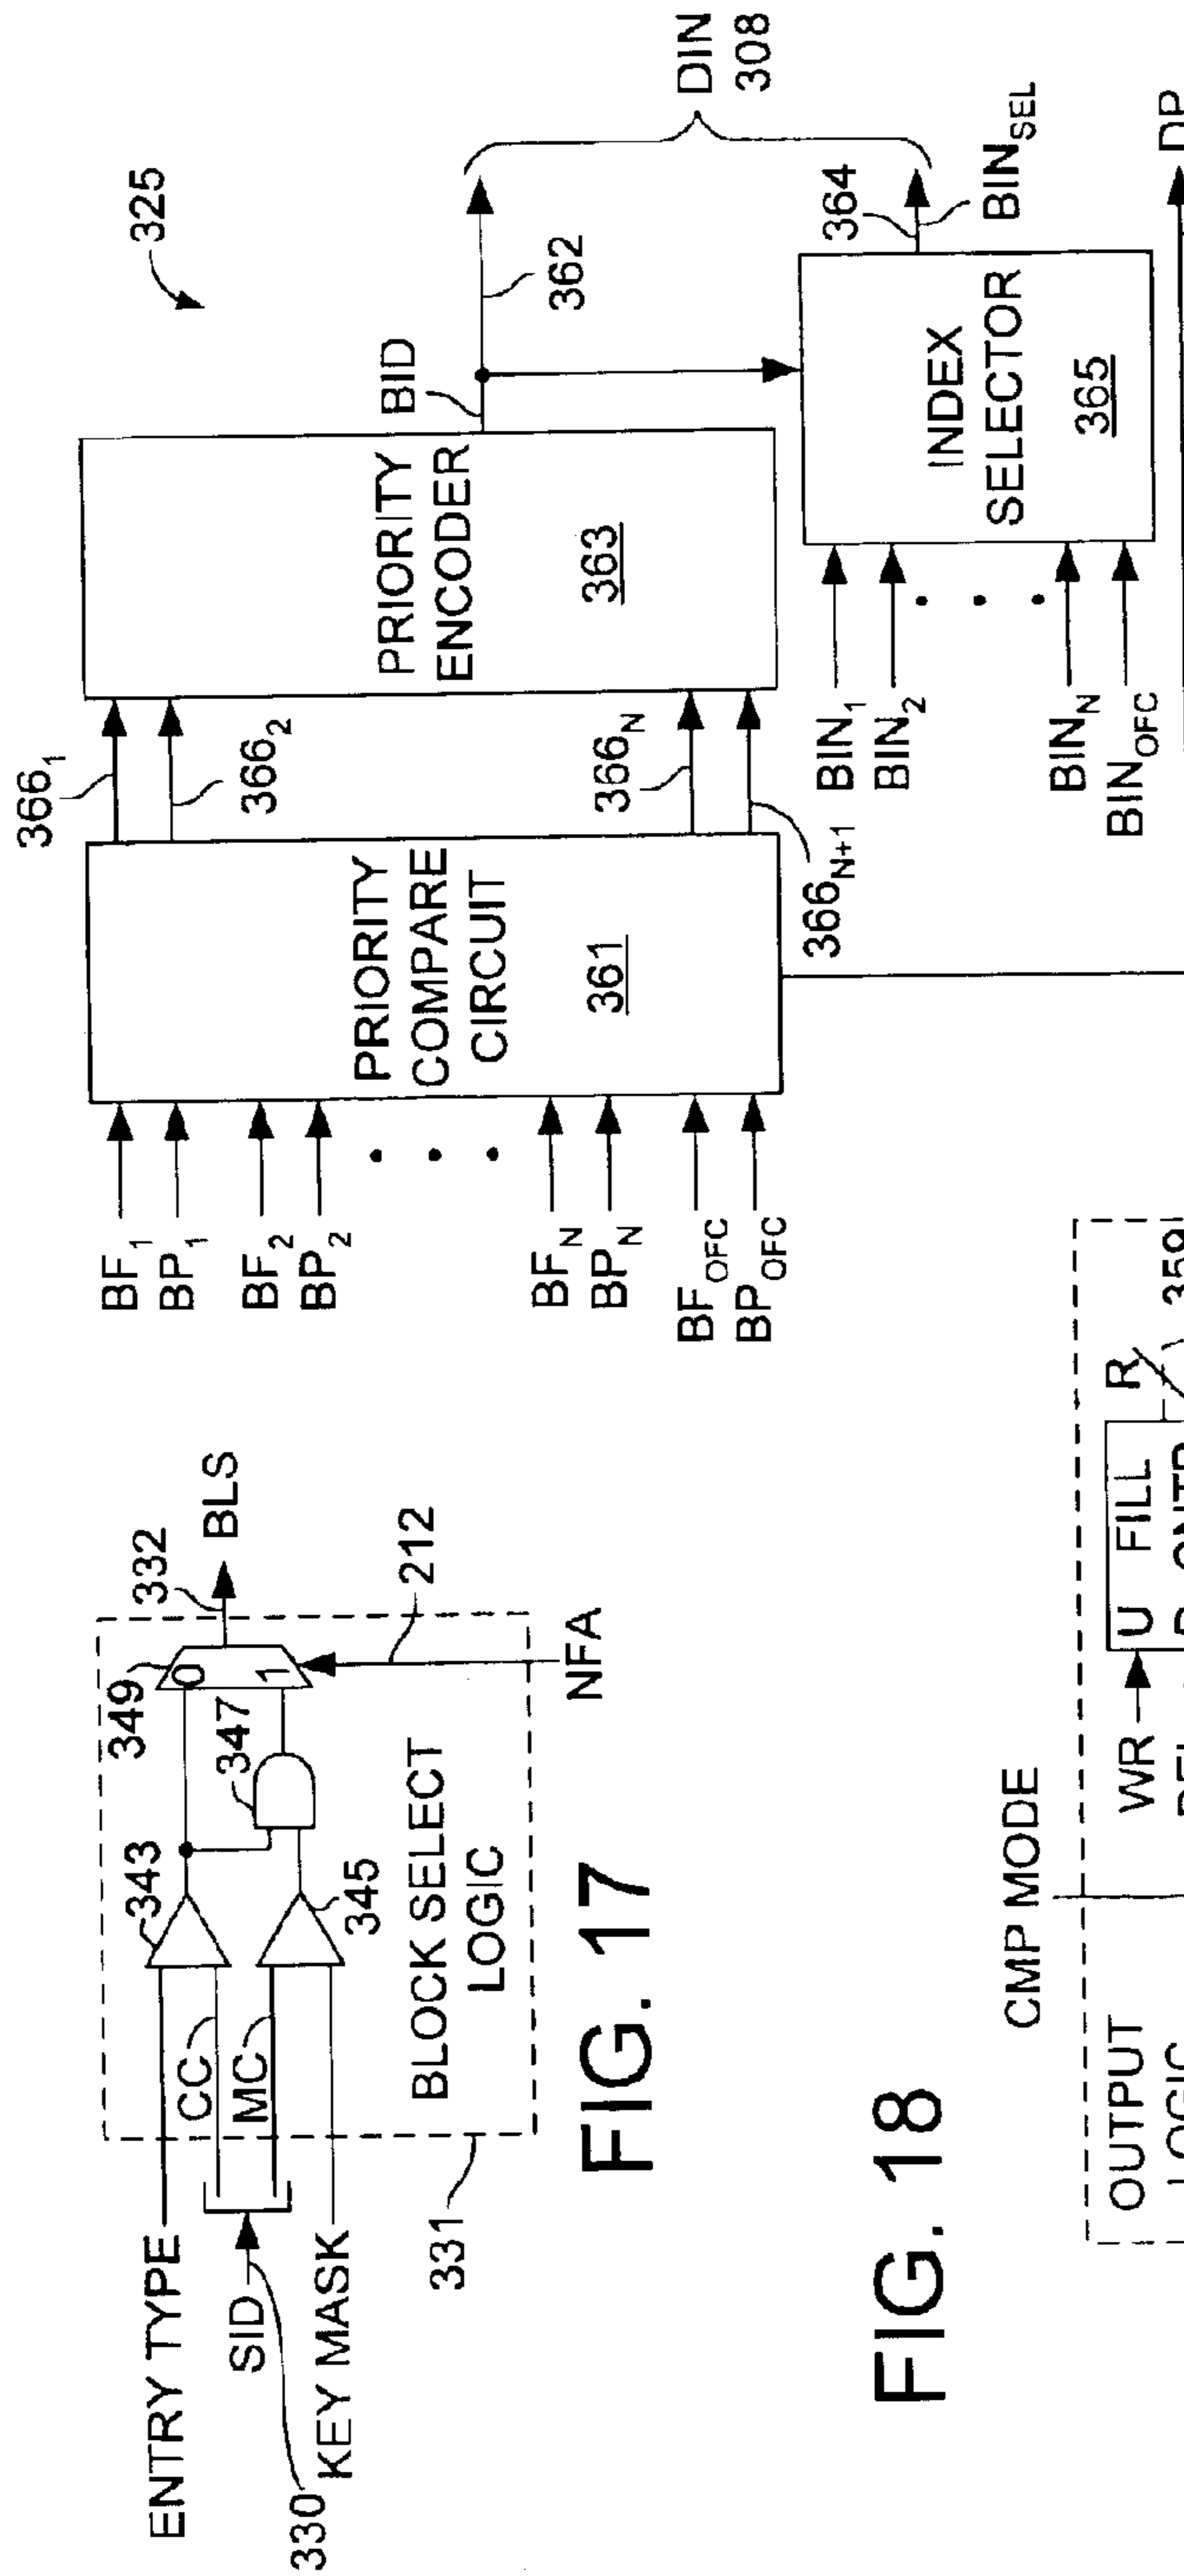 ENTRY TYPE
SID
330
KEY MASK
CC
MC
343
345
347
349
0
1
332
BLS
212
NFA
BLOCK SELECT
LOGIC
331
FIG. 17
325
BF1
BP1
BF2
BP2
BFN
BPN
BFOFC
BPOFC
PRIORITY
COMPARE
CIRCUIT
361
3661
3662
366N
366N+1
PRIORITY
ENCODER
363
BID
362
DIN
308
BIN1
BIN2
BINN
BINOFC
INDEX
SELECTOR
365
364
BINSEL
FIG. 18
CMP MODE
OUTPUT
LOGIC
WR
U FILL
R
359